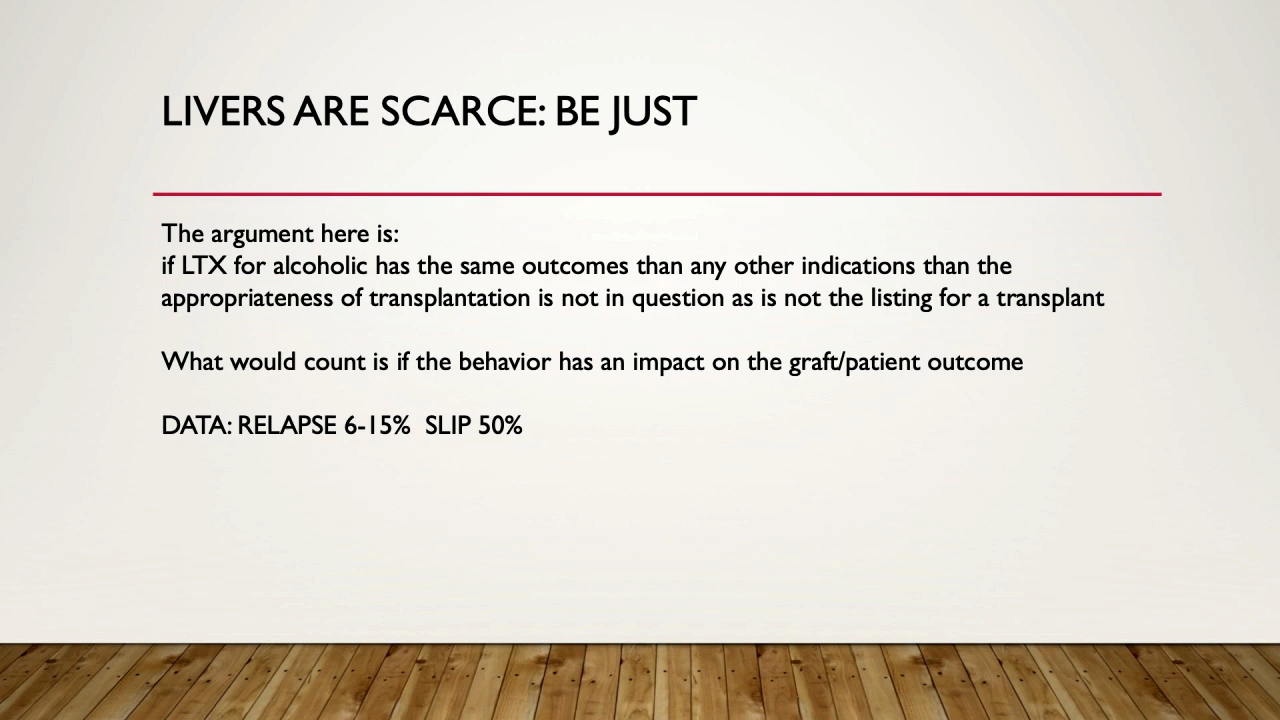 LIVERS ARE SCARCE: BE JUST
The argument here is:
if LTX for alcoholic has the same outcomes than any other indications than the
appropriateness of transplantation is not in question as is not the listing for a transplant
What would count is if the behavior has an impact on the graft/patient outcome
DATA: RELAPSE 6-15% SLIP 50%